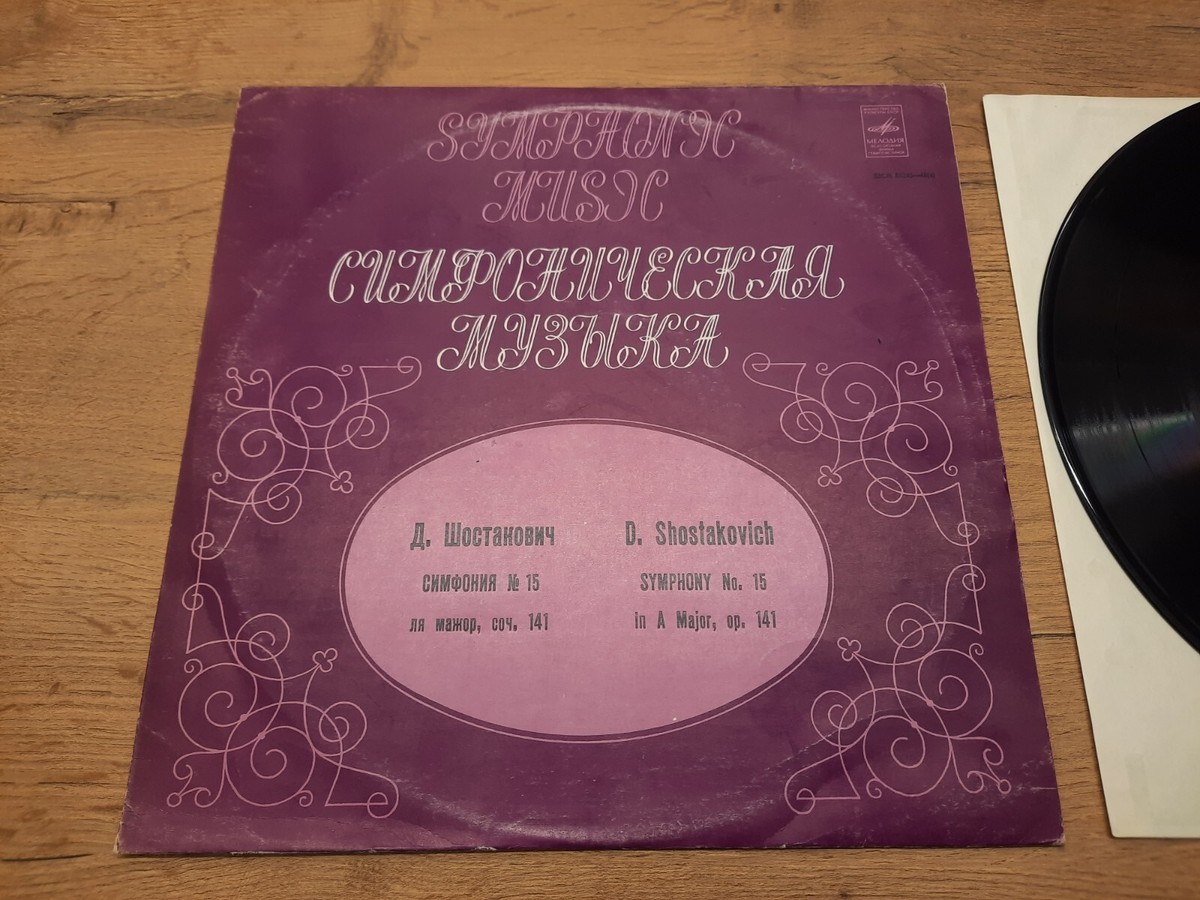 SYMPHONIC
MUSIC
СИМФОНИЧЕСКАЯ
МУЗЫКА
МЕЛОДИЯ
Д. Шостакович
СИМФОНИЯ № 15
ля мажор, соч. 141
D. Shostakovich
SYMPHONY No. 15
in A Major, op. 141